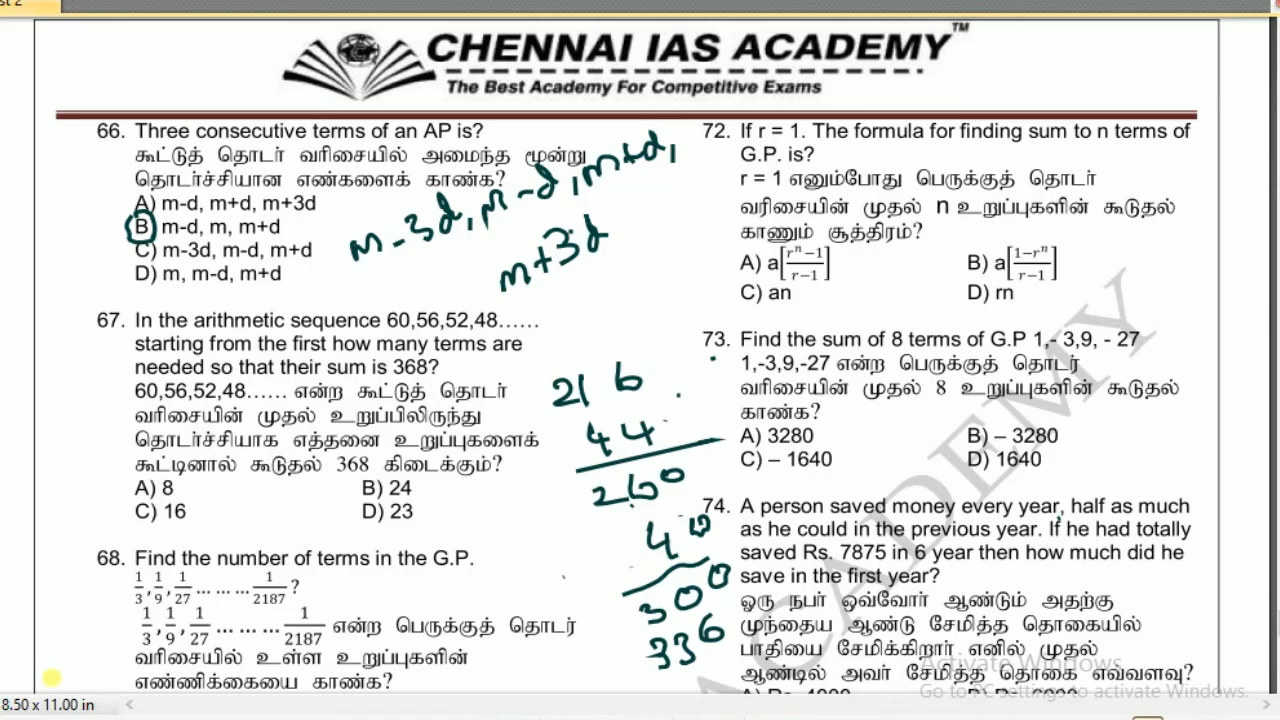 st 2
CHENNAI IAS ACADEMY™
The Best Academy For Competitive Exams
66. Three consecutive terms of an AP is?
கூட்டுத் தொடர் வரிசையில் அமைந்த மூன்று
தொடர்ச்சியான எண்களைக் காண்க?
A) m-d, m+d, m+3d
B) m-d, m, m+d
C) m-3d, m-d, m+d
D) m, m-d, m+d
m-3d, m-d, m+d,
m+3d
67. In the arithmetic sequence 60,56,52,48……
starting from the first how many terms are
needed so that their sum is 368?
60,56,52,48…… என்ற கூட்டுத் தொடர்
வரிசையின் முதல் உறுப்பிலிருந்து
தொடர்ச்சியாக எத்தனை உறுப்புகளைக்
கூட்டினால் கூடுதல் 368 கிடைக்கும்?
A) 8 B) 24
C) 16 D) 23
216
44
260
40
300
336
68. Find the number of terms in the G.P.
1/3, 1/9, 1/27 ……… 1/2187?
1/3, 1/9, 1/27 ……… 1/2187 என்ற பெருக்குத் தொடர்
வரிசையில் உள்ள உறுப்புகளின்
எண்ணிக்கையை காண்க?
72. If r = 1. The formula for finding sum to n terms of
G.P. is?
r = 1 எனும்போது பெருக்குத் தொடர்
வரிசையின் முதல் n உறுப்புகளின் கூடுதல்
காணும் சூத்திரம்?
A) a[(rⁿ−1)/(r−1)] B) a[(1−rⁿ)/(r−1)]
C) an D) rn
73. Find the sum of 8 terms of G.P 1,- 3,9, - 27
1,-3,9,-27 என்ற பெருக்குத் தொடர்
வரிசையின் முதல் 8 உறுப்புகளின் கூடுதல்
காண்க?
A) 3280 B) – 3280
C) – 1640 D) 1640
74. A person saved money every year, half as much
as he could in the previous year. If he had totally
saved Rs. 7875 in 6 year then how much did he
save in the first year?
ஒரு நபர் ஒவ்வோர் ஆண்டும் அதற்கு
முந்தைய ஆண்டு சேமித்த தொகையில்
பாதியை சேமிக்கிறார் எனில் முதல்
ஆண்டில் அவர் சேமித்த தொகை எவ்வளவு?
ACADEMY
Activate Windows
Go to PC settings to activate Windows.
8.50 x 11.00 in